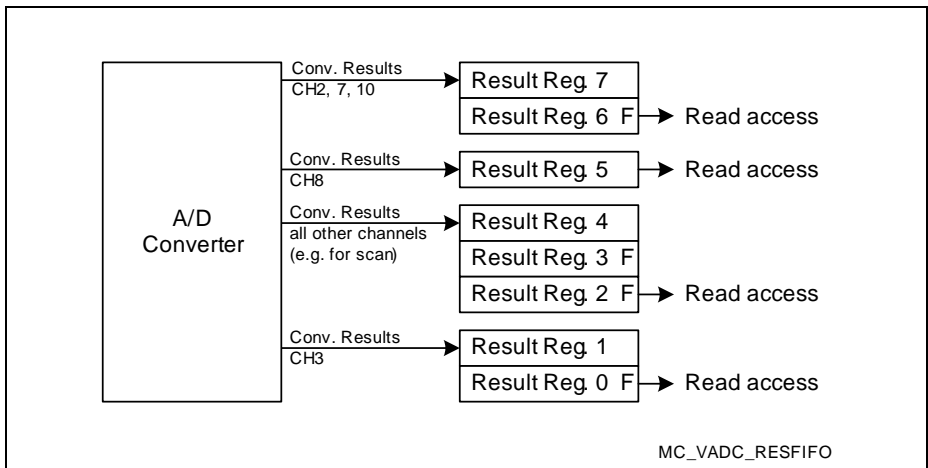 Conv. Results
CH2, 7, 10
Result Reg. 7
Result Reg. 6 F
Read access
Conv. Results
CH8
Result Reg. 5
Read access
A/D
Converter
Conv. Results
all other channels
(e.g. for scan)
Result Reg. 4
Result Reg. 3 F
Result Reg. 2 F
Read access
Conv. Results
CH3
Result Reg. 1
Result Reg. 0 F
Read access
MC_VADC_RESFIFO